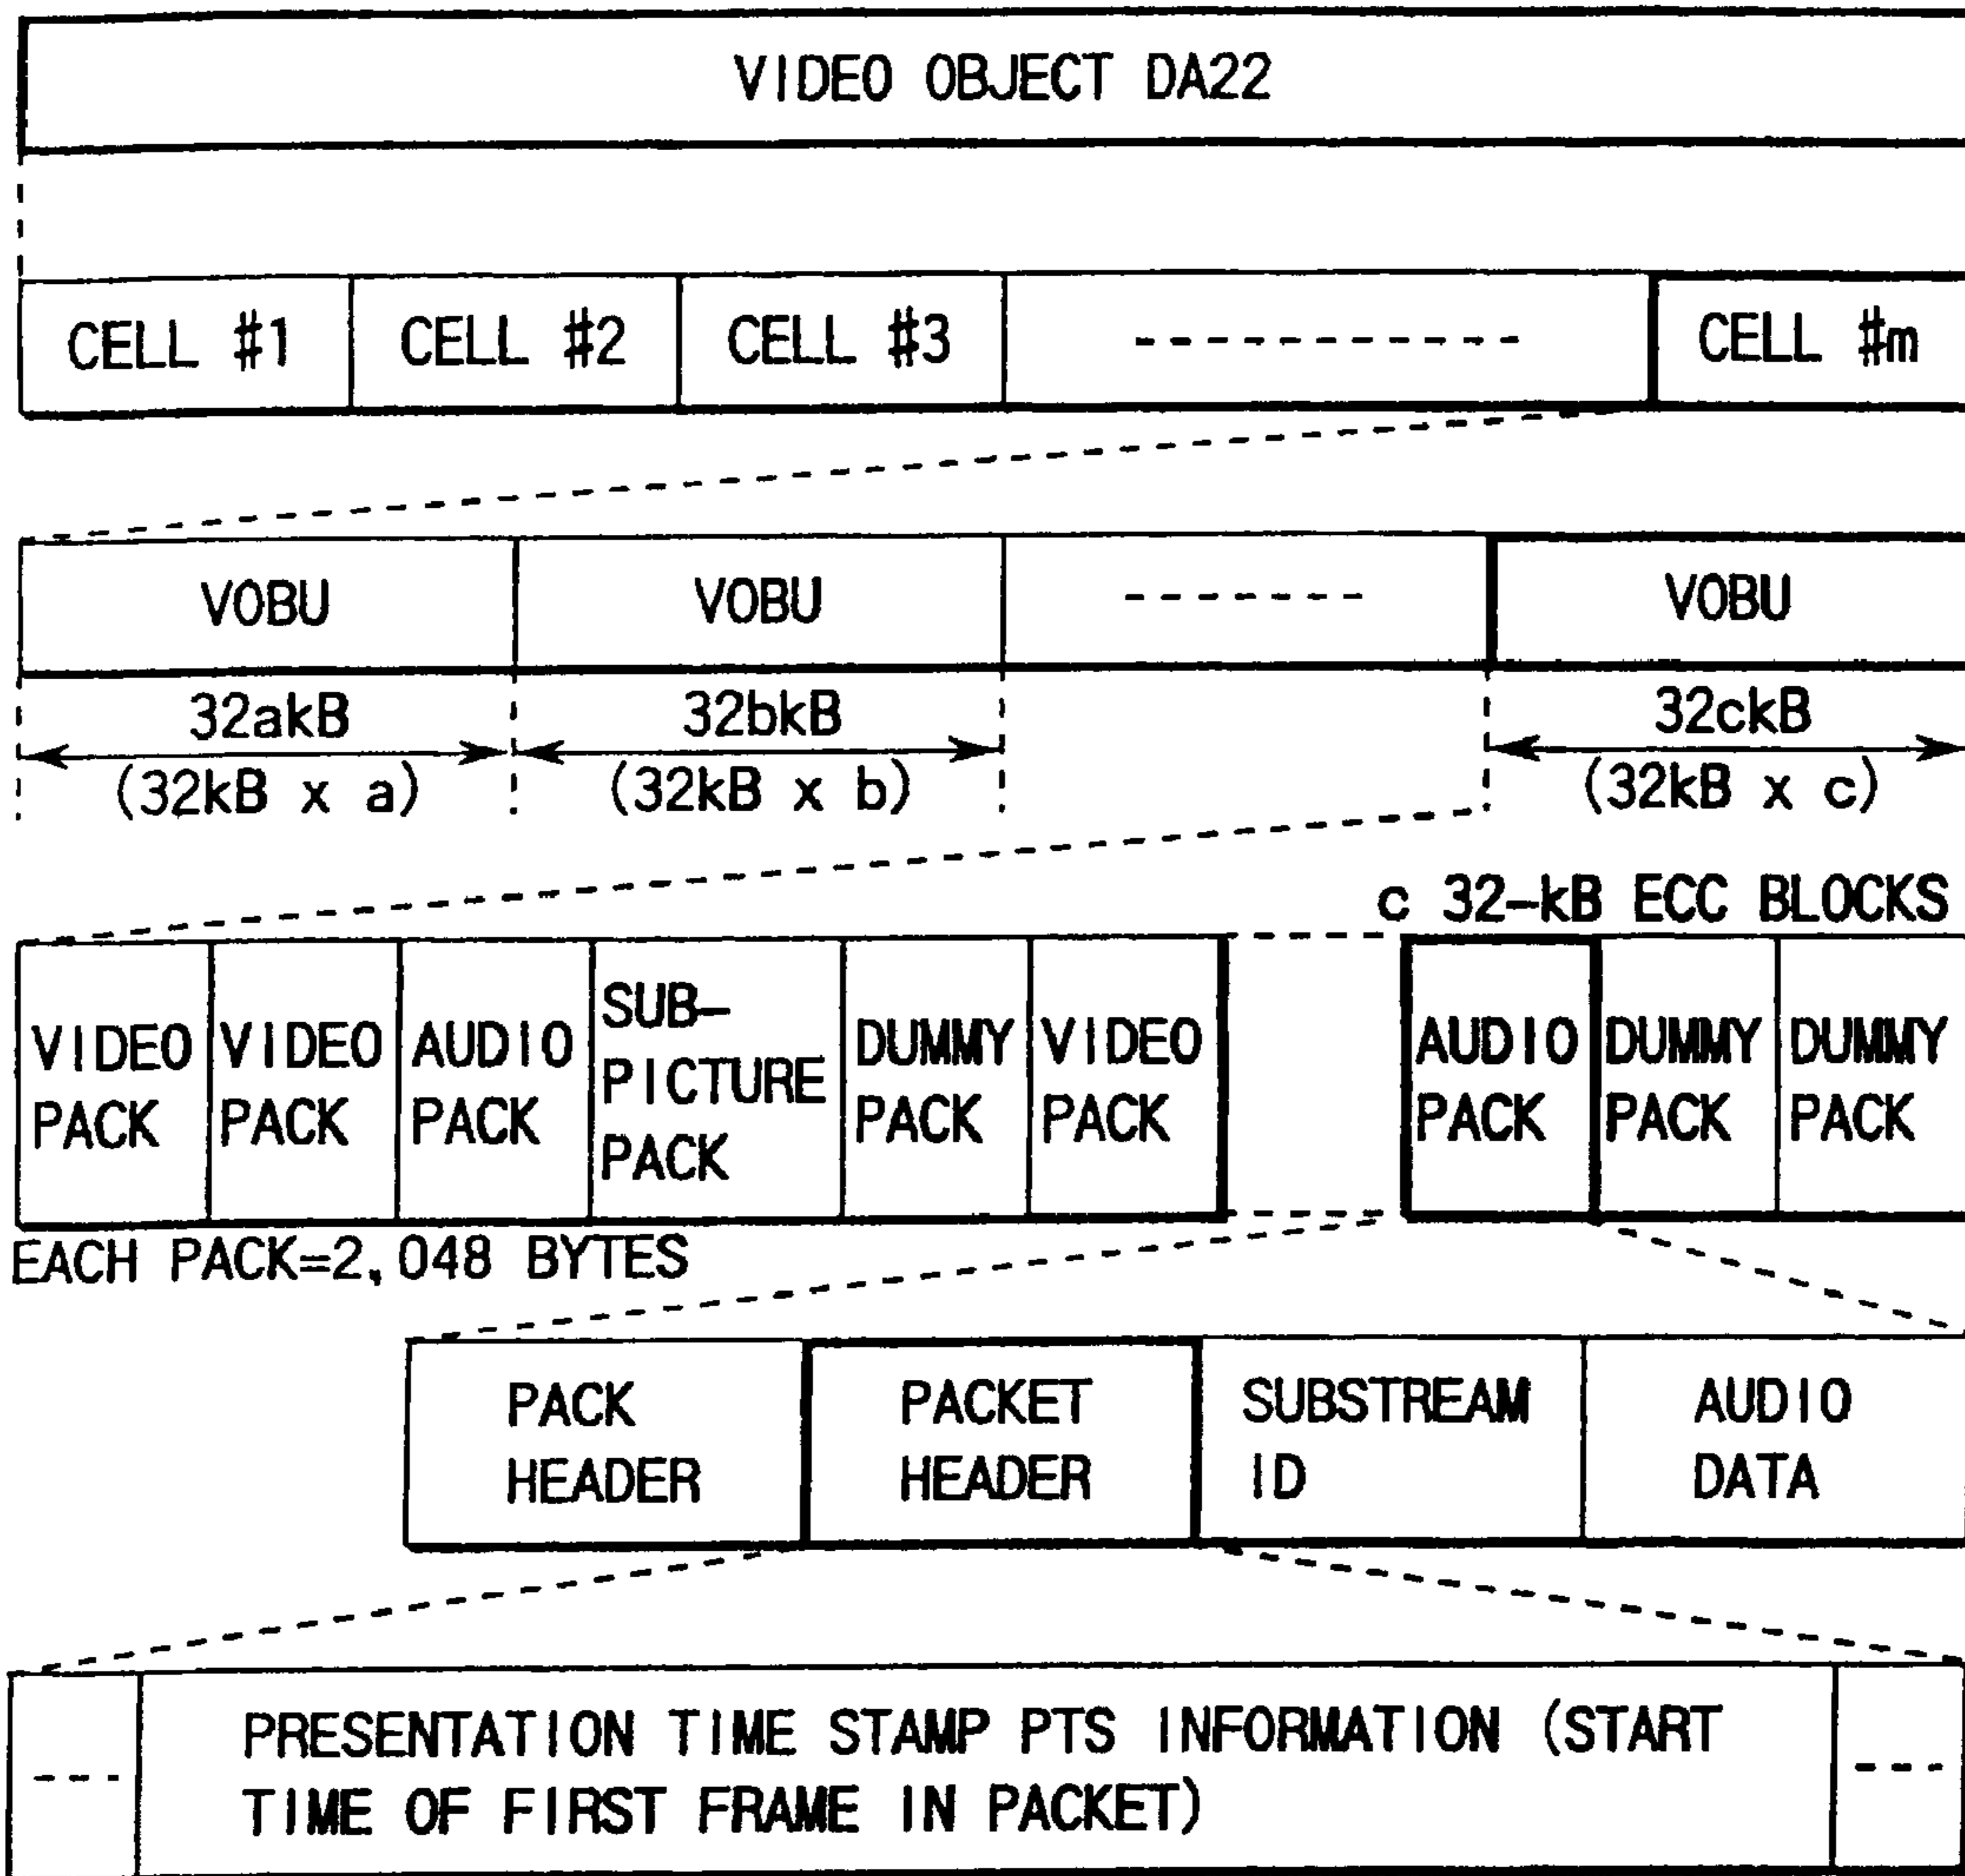 VIDEO OBJECT DA22
CELL #1 CELL #2 CELL #3 ----------- CELL #m
VOBU VOBU ------- VOBU
32akB 32bkB 32ckB
(32kB x a) (32kB x b) (32kB x c)
c 32-kB ECC BLOCKS
VIDEO PACK
VIDEO PACK
AUDIO PACK
SUB-
PICTURE
PACK
DUMMY PACK
VIDEO PACK
AUDIO PACK
DUMMY PACK
DUMMY PACK
EACH PACK=2,048 BYTES
PACK HEADER
PACKET HEADER
SUBSTREAM ID
AUDIO DATA
--- PRESENTATION TIME STAMP PTS INFORMATION (START ---
TIME OF FIRST FRAME IN PACKET)